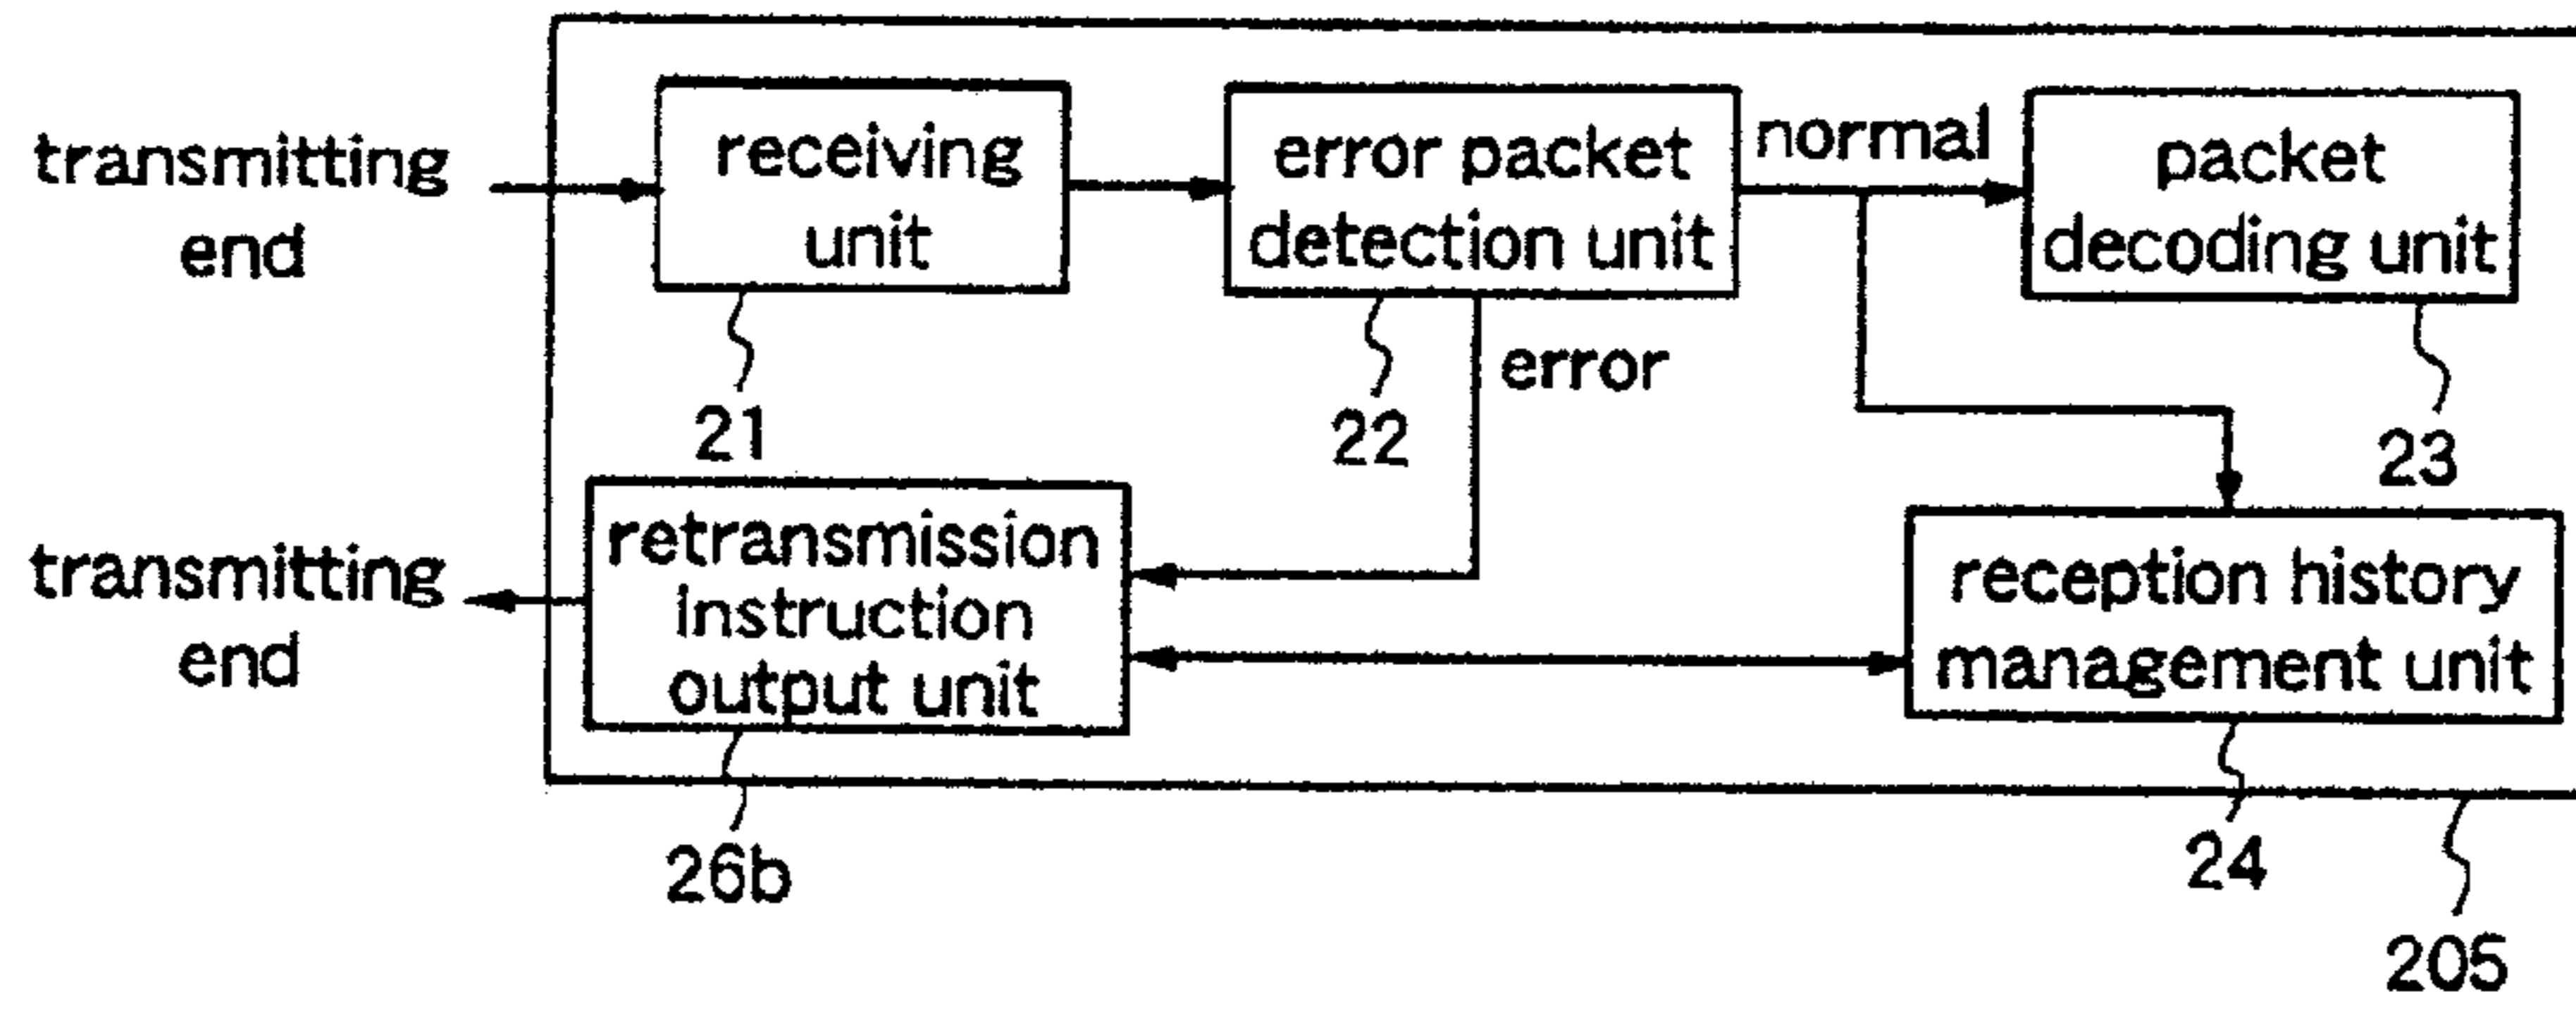 transmitting
end
receiving
unit
error packet
detection unit
normal
packet
decoding unit
21
22
error
23
transmitting
end
retransmission
instruction
output unit
reception history
management unit
26b
24
205